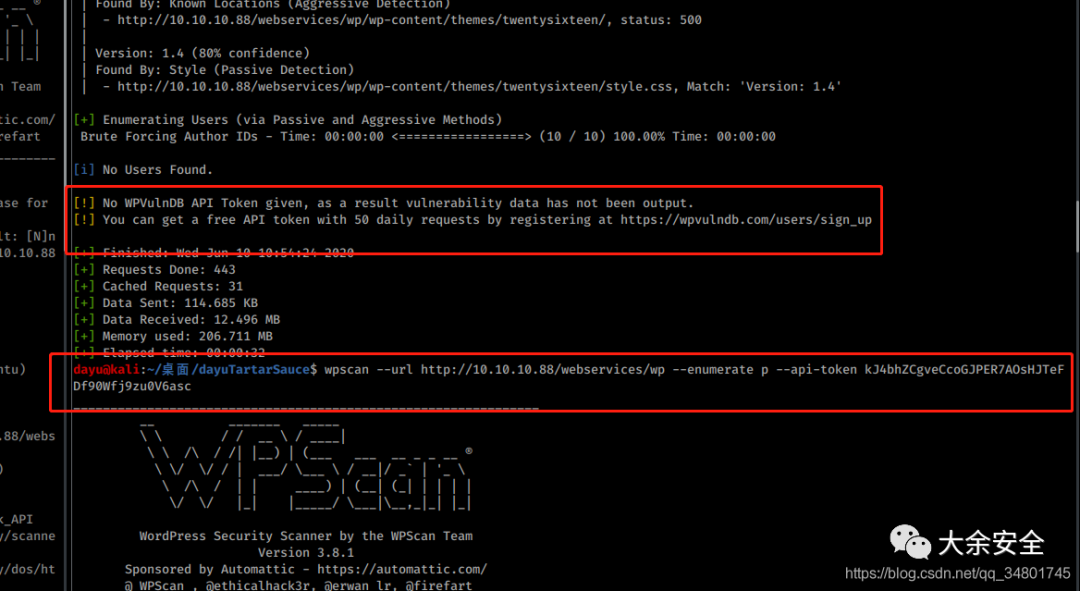 Found By: Known Locations (Aggressive Detection)
- http://10.10.10.88/webservices/wp/wp-content/themes/twentysixteen/, status: 500
Version: 1.4 (80% confidence)
Found By: Style (Passive Detection)
n Team
- http://10.10.10.88/webservices/wp/wp-content/themes/twentysixteen/style.css, Match: 'Version: 1.4'
tic.com/
[+] Enumerating Users (via Passive and Aggressive Methods)
refart
Brute Forcing Author IDs - Time: 00:00:00 <==================> (10 / 10) 100.00% Time: 00:00:00
[i] No Users Found.
ase for
[!] No WPVulnDB API Token given, as a result vulnerability data has not been output.
[!] You can get a free API token with 50 daily requests by registering at https://wpvulndb.com/users/sign_up
lt: [N]n
0.10.88
[+] Finished: Wed Jun 10 10:54:24 2020
[+] Requests Done: 443
[+] Cached Requests: 31
[+] Data Sent: 114.685 KB
[+] Data Received: 12.496 MB
[+] Memory used: 206.711 MB
[+] Elapsed time: 00:00:32
ntu)
dayu@kali:~/桌面/dayuTartarSauce$ wpscan --url http://10.10.10.88/webservices/wp --enumerate p --api-token kJ4bhZCgveCcoGJPER7AOsHJTeF
Df90Wfj9zu0V6asc
.88/webs
)
WPScan ®
k_API
y/scanne
WordPress Security Scanner by the WPScan Team
Version 3.8.1
y/dos/ht
Sponsored by Automattic - https://automattic.com/
@_WPScan_, @ethicalhack3r, @erwan_lr, @firefart
大余安全
https://blog.csdn.net/qq_34801745